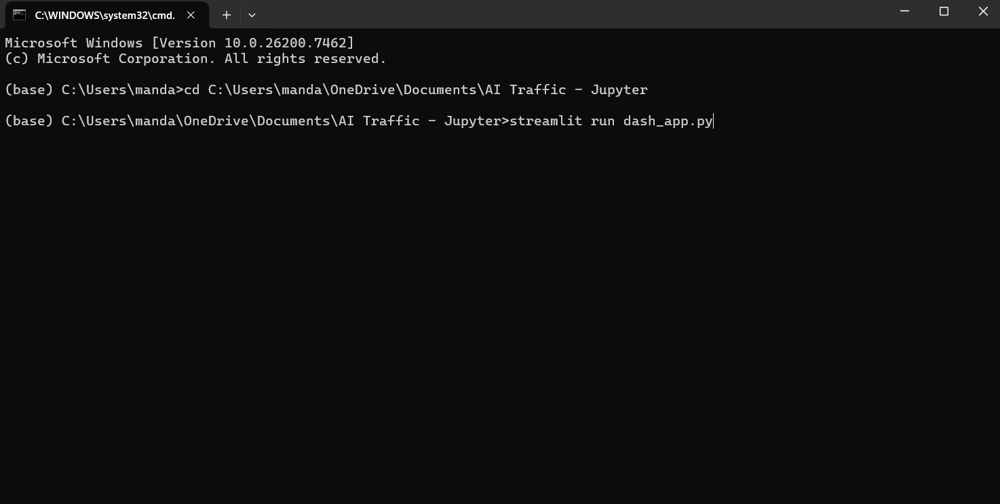 C:\WINDOWS\system32\cmd.
Microsoft Windows [Version 10.0.26200.7462]
(c) Microsoft Corporation. All rights reserved.
(base) C:\Users\manda>cd C:\Users\manda\OneDrive\Documents\AI Traffic - Jupyter
(base) C:\Users\manda\OneDrive\Documents\AI Traffic - Jupyter>streamlit run dash_app.py